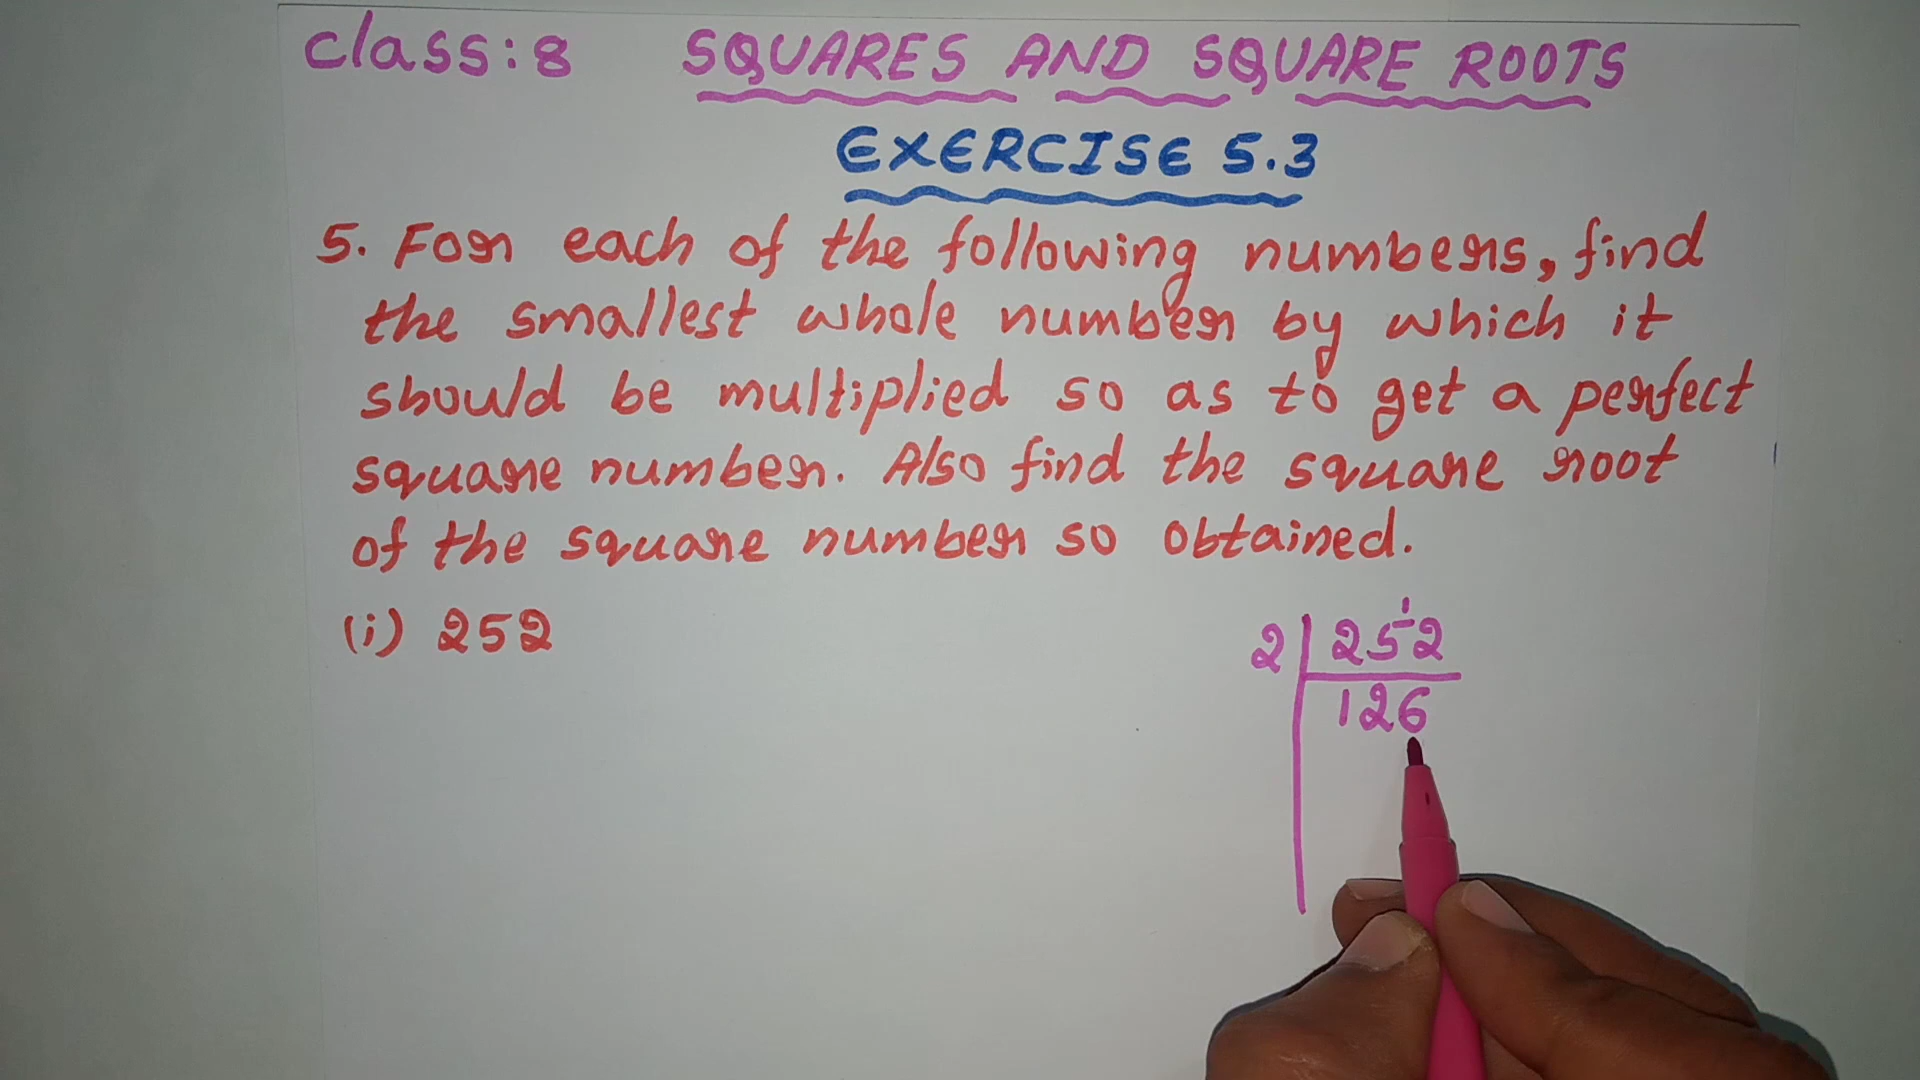 class:8 SQUARES AND SQUARE ROOTS
EXERCISE 5.3
5. For each of the following numbers, find
the smallest whole number by which it
should be multiplied so as to get a perfect
square number. Also find the square root
of the square number so obtained.
(i) 252
1
2 252
126